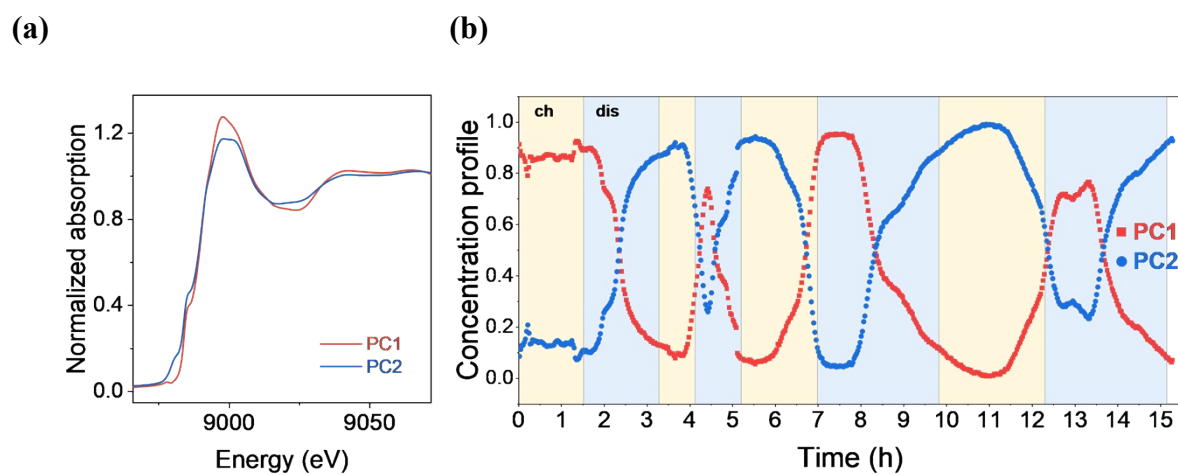 (a)
(b)
Normalized absorption
1.2
0.8
0.4
0.0
PC1
PC2
9000
9050
Energy (eV)
Concentration profile
1.0
0.8
0.6
0.4
0.2
0.0
ch
dis
PC1
PC2
0 1 2 3 4 5 6 7 8 9 10 11 12 13 14 15
Time (h)